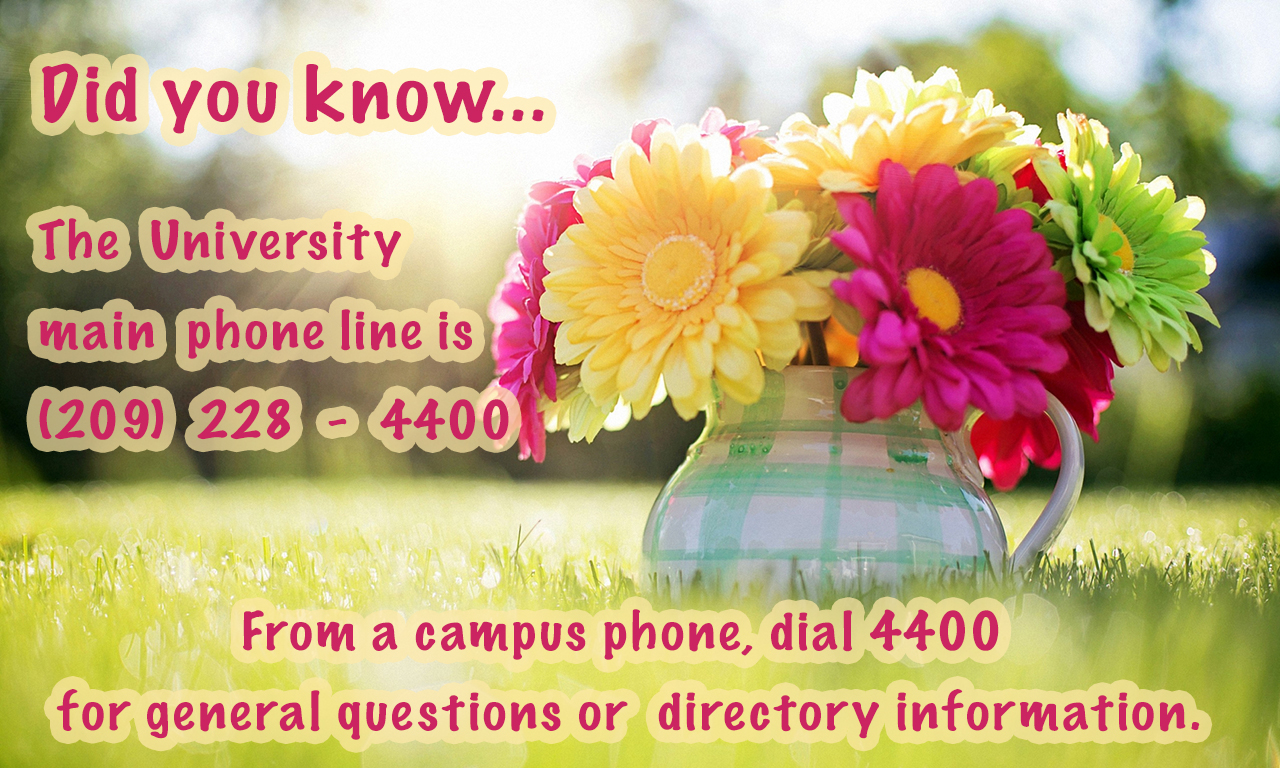 Did you know...
The University
main phone line is
(209) 228 - 4400
From a campus phone, dial 4400
for general questions or directory information.